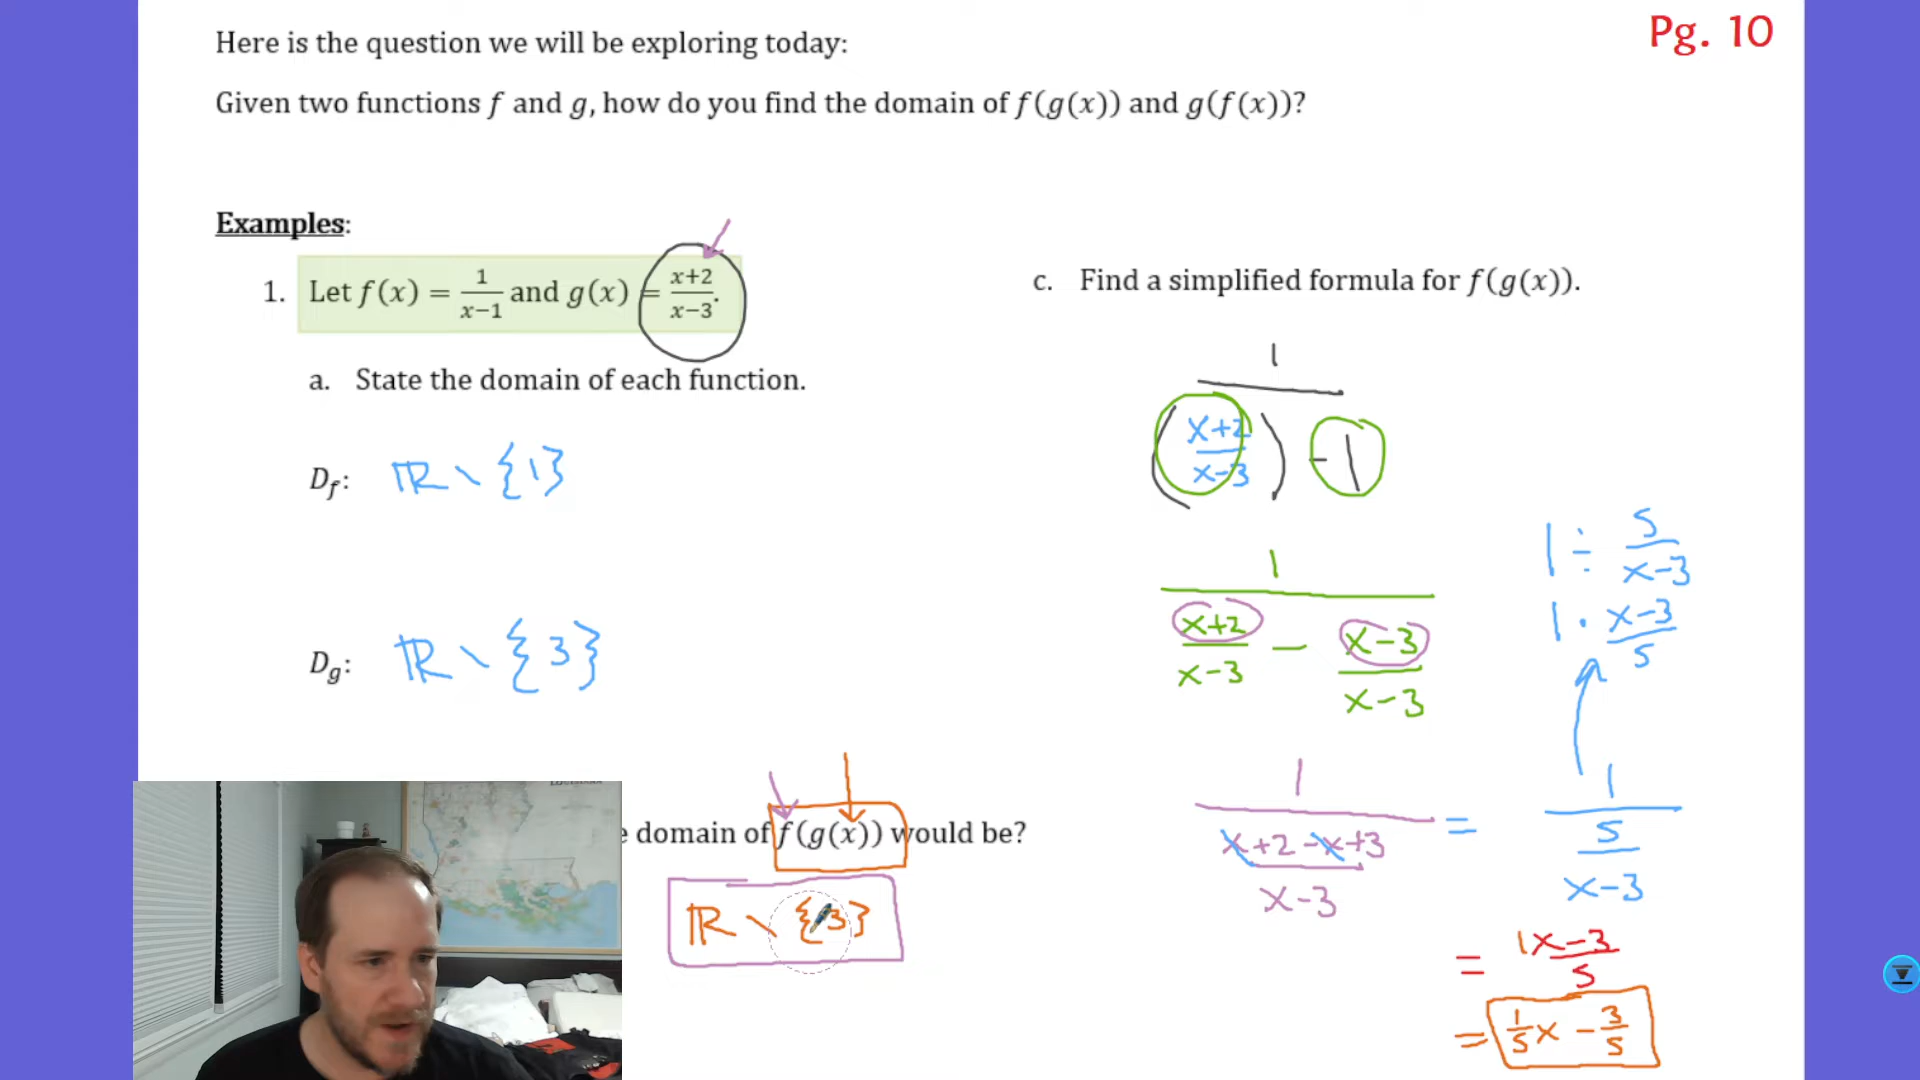 Pg. 10
Here is the question we will be exploring today:
Given two functions f and g, how do you find the domain of f(g(x)) and g(f(x))?
Examples:
1. Let f(x) = 1/(x−1) and g(x) = (x+2)/(x−3).
a. State the domain of each function.
D_f: ℝ \ {1}
D_g: ℝ \ {3}
e domain of f(g(x)) would be?
ℝ \ {3}
c. Find a simplified formula for f(g(x)).
1 / (((x+2)/(x−3)) − 1)
1 / ((x+2)/(x−3) − (x−3)/(x−3))
1 ÷ 5/(x−3)
1 · (x−3)/5
1 / ((x+2−x+3)/(x−3)) = 1 / (5/(x−3))
= (1x−3)/5
= 1/5 x − 3/5